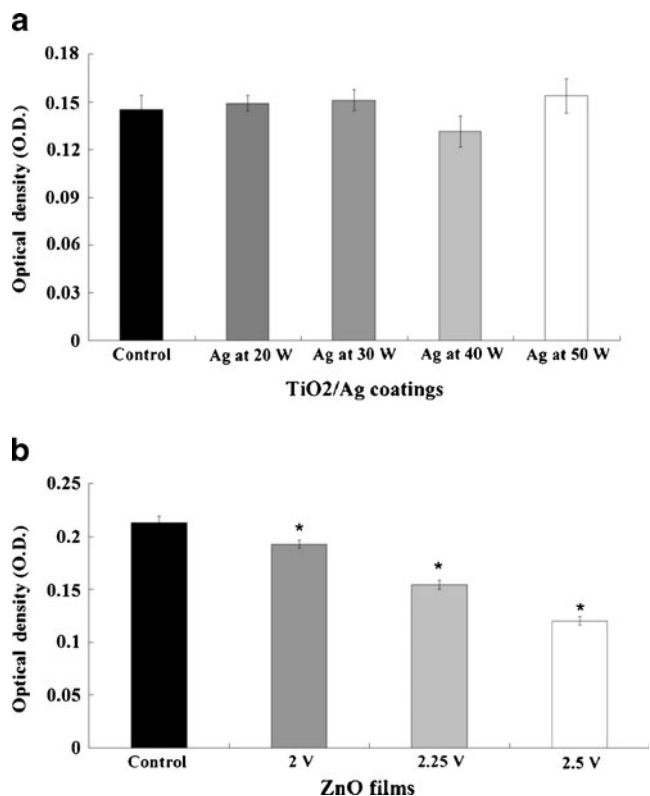 a
0.18
0.15
0.12
0.09
0.06
0.03
0
Optical density (O.D.)
Control Ag at 20 W Ag at 30 W Ag at 40 W Ag at 50 W
TiO2/Ag coatings
b
0.25
0.2
0.15
0.1
0.05
0
Optical density (O.D.)
*
*
*
Control 2 V 2.25 V 2.5 V
ZnO films